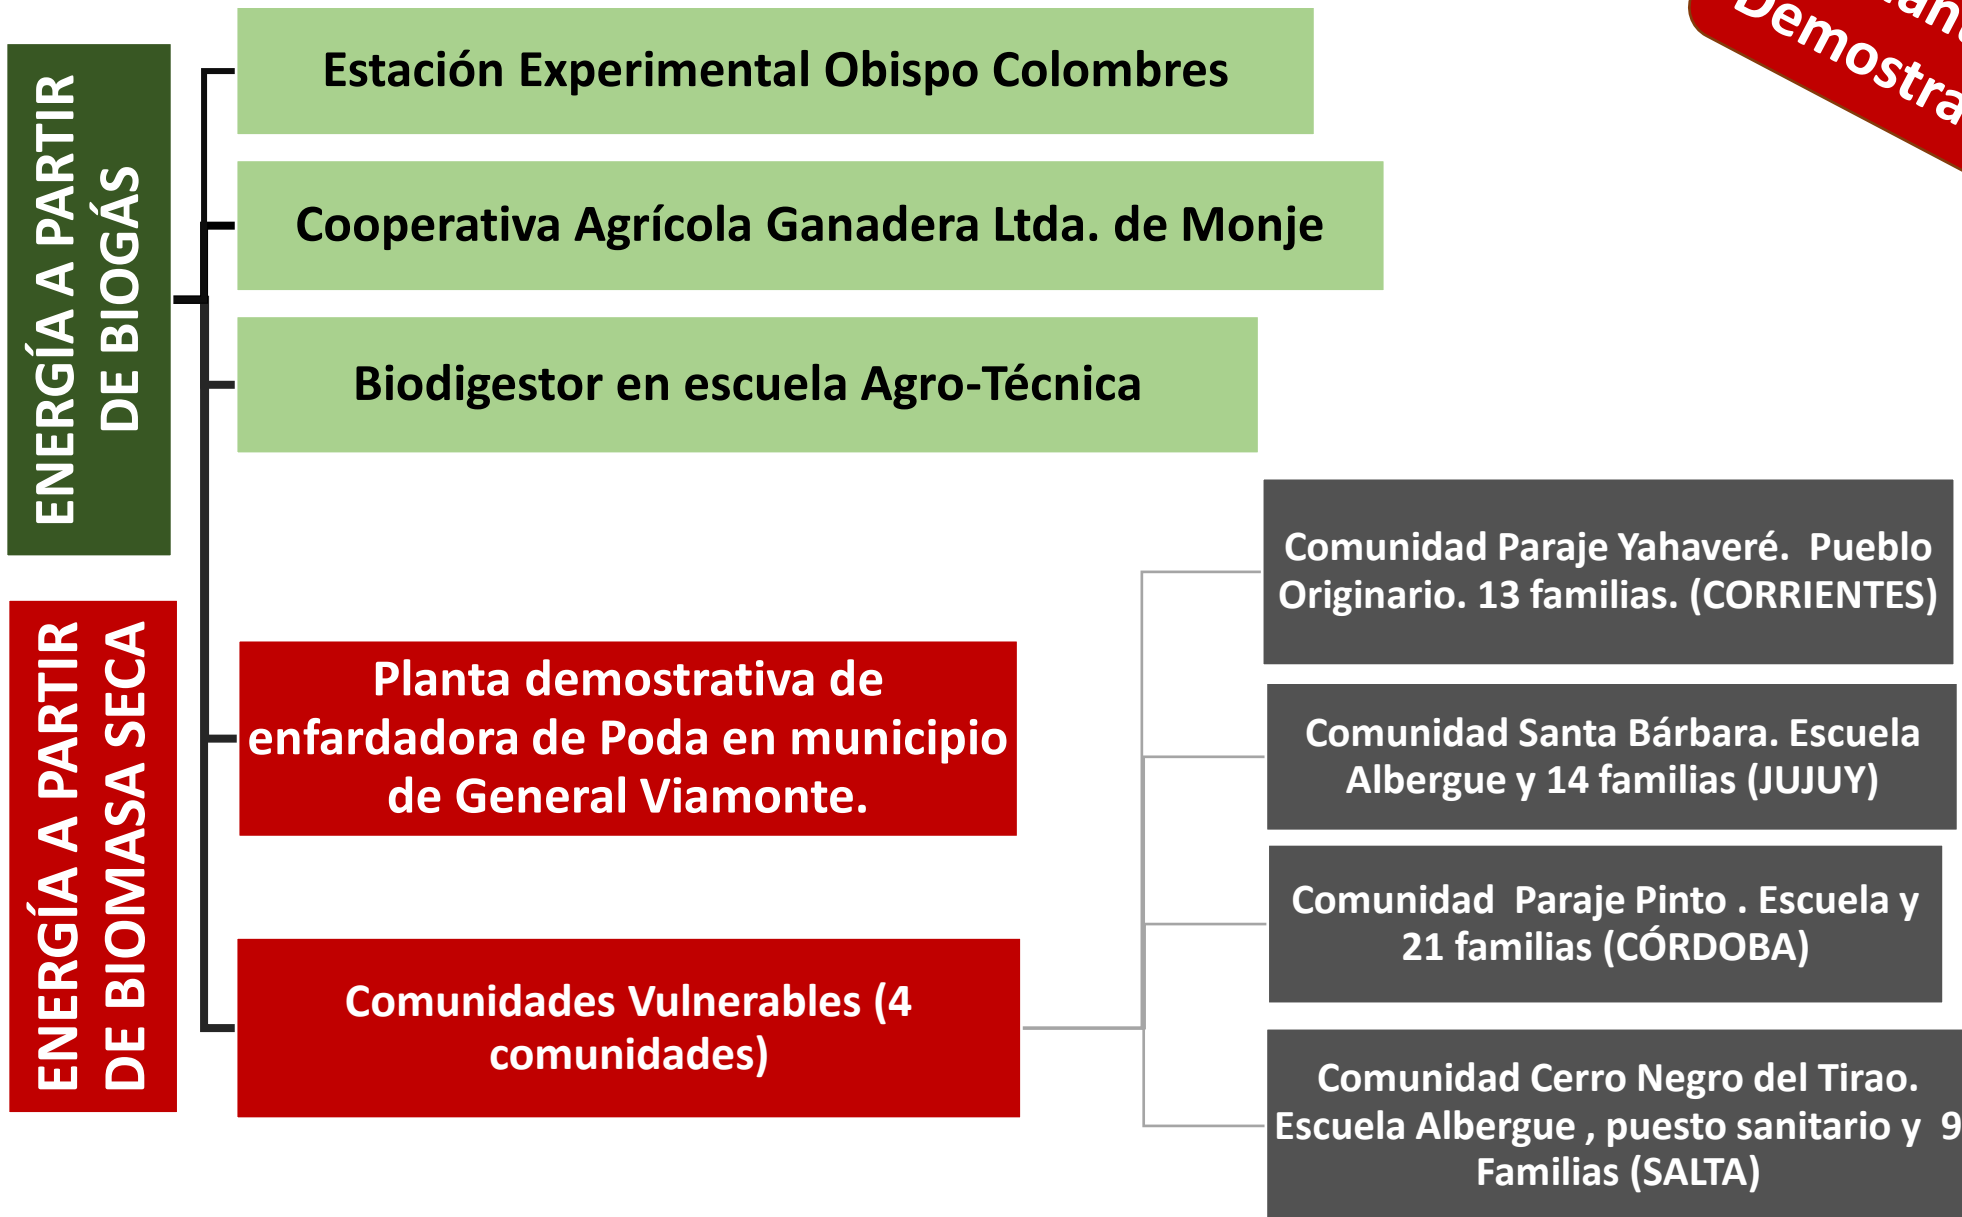 ENERGÍA A PARTIR
DE BIOGÁS
Estación Experimental Obispo Colombres
Cooperativa Agrícola Ganadera Ltda. de Monje
Biodigestor en escuela Agro-Técnica
ENERGÍA A PARTIR
DE BIOMASA SECA
Planta demostrativa de
enfardadora de Poda en municipio
de General Viamonte.
Comunidades Vulnerables (4
comunidades)
Comunidad Paraje Yahaveré. Pueblo
Originario. 13 familias. (CORRIENTES)
Comunidad Santa Bárbara. Escuela
Albergue y 14 familias (JUJUY)
Comunidad Paraje Pinto . Escuela y
21 familias (CÓRDOBA)
Comunidad Cerro Negro del Tirao.
Escuela Albergue , puesto sanitario y 9
Familias (SALTA)